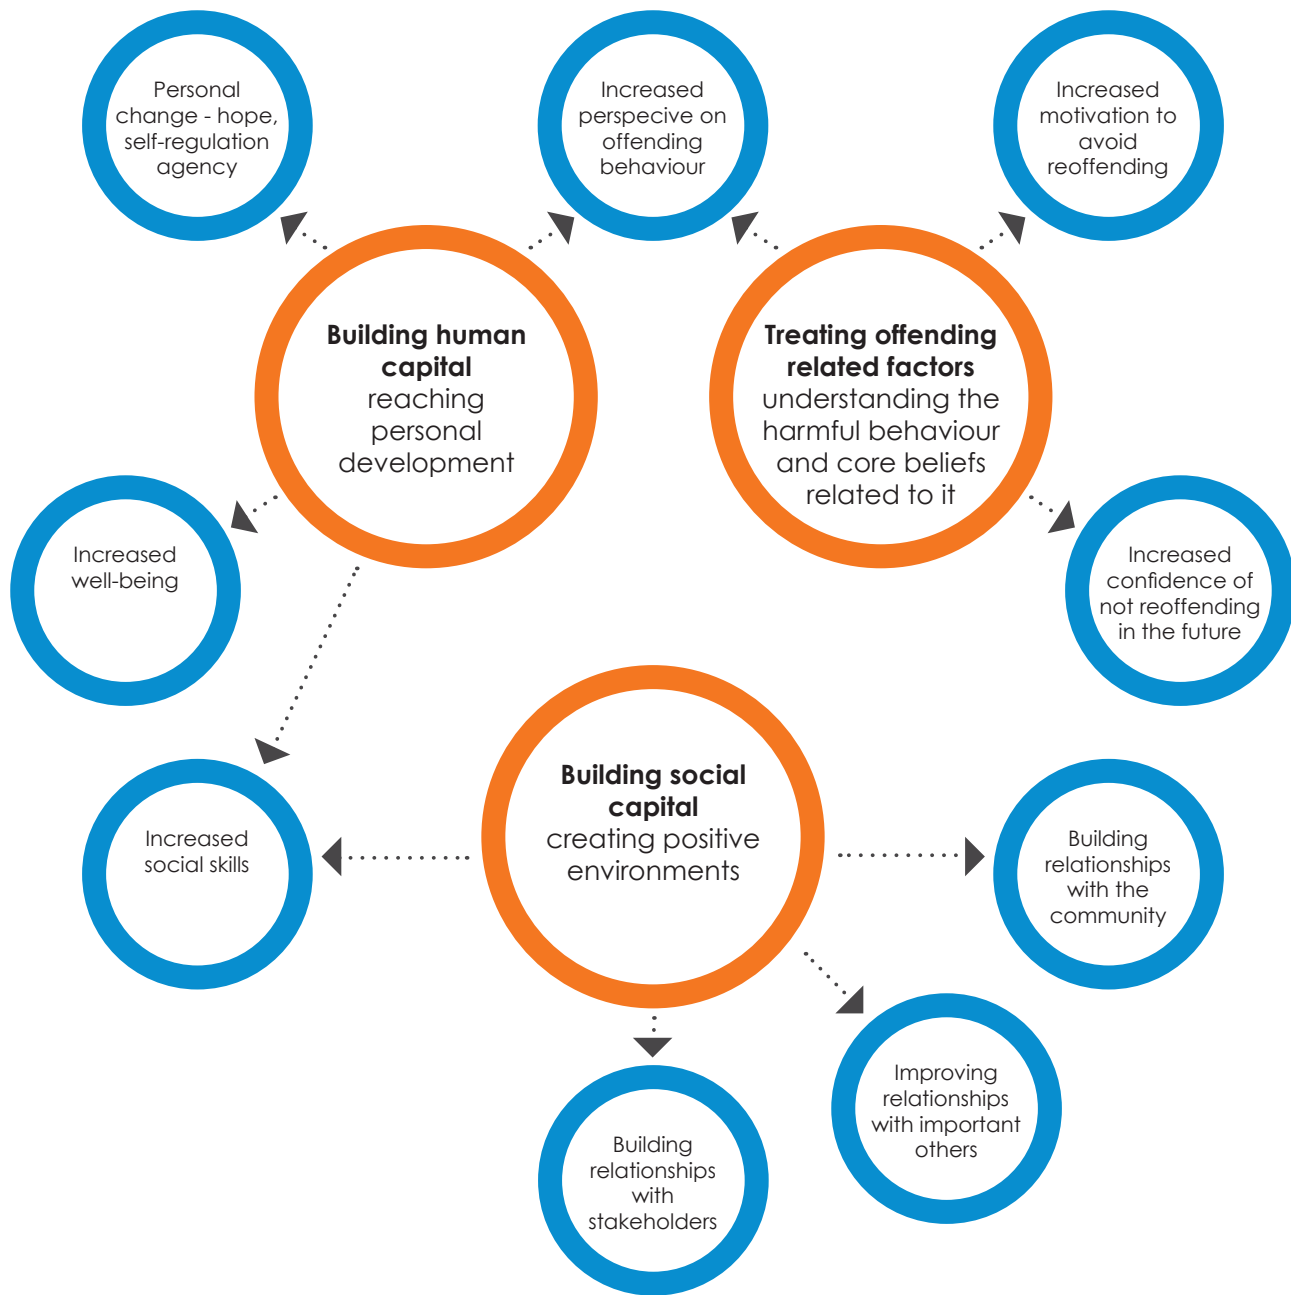 Personal
change - hope,
self-regulation
agency
Increased
perspecive on
offending
behaviour
Increased
motivation to
avoid
reoffending
Building human
capital
reaching
personal
development
Treating offending
related factors
understanding the
harmful behaviour
and core beliefs
related to it
Increased
well-being
Increased
confidence of
not reoffending
in the future
Building social
capital
creating positive
environments
Increased
social skills
Building
relationships
with the
community
Improving
relationships
with important
others
Building
relationships
with
stakeholders